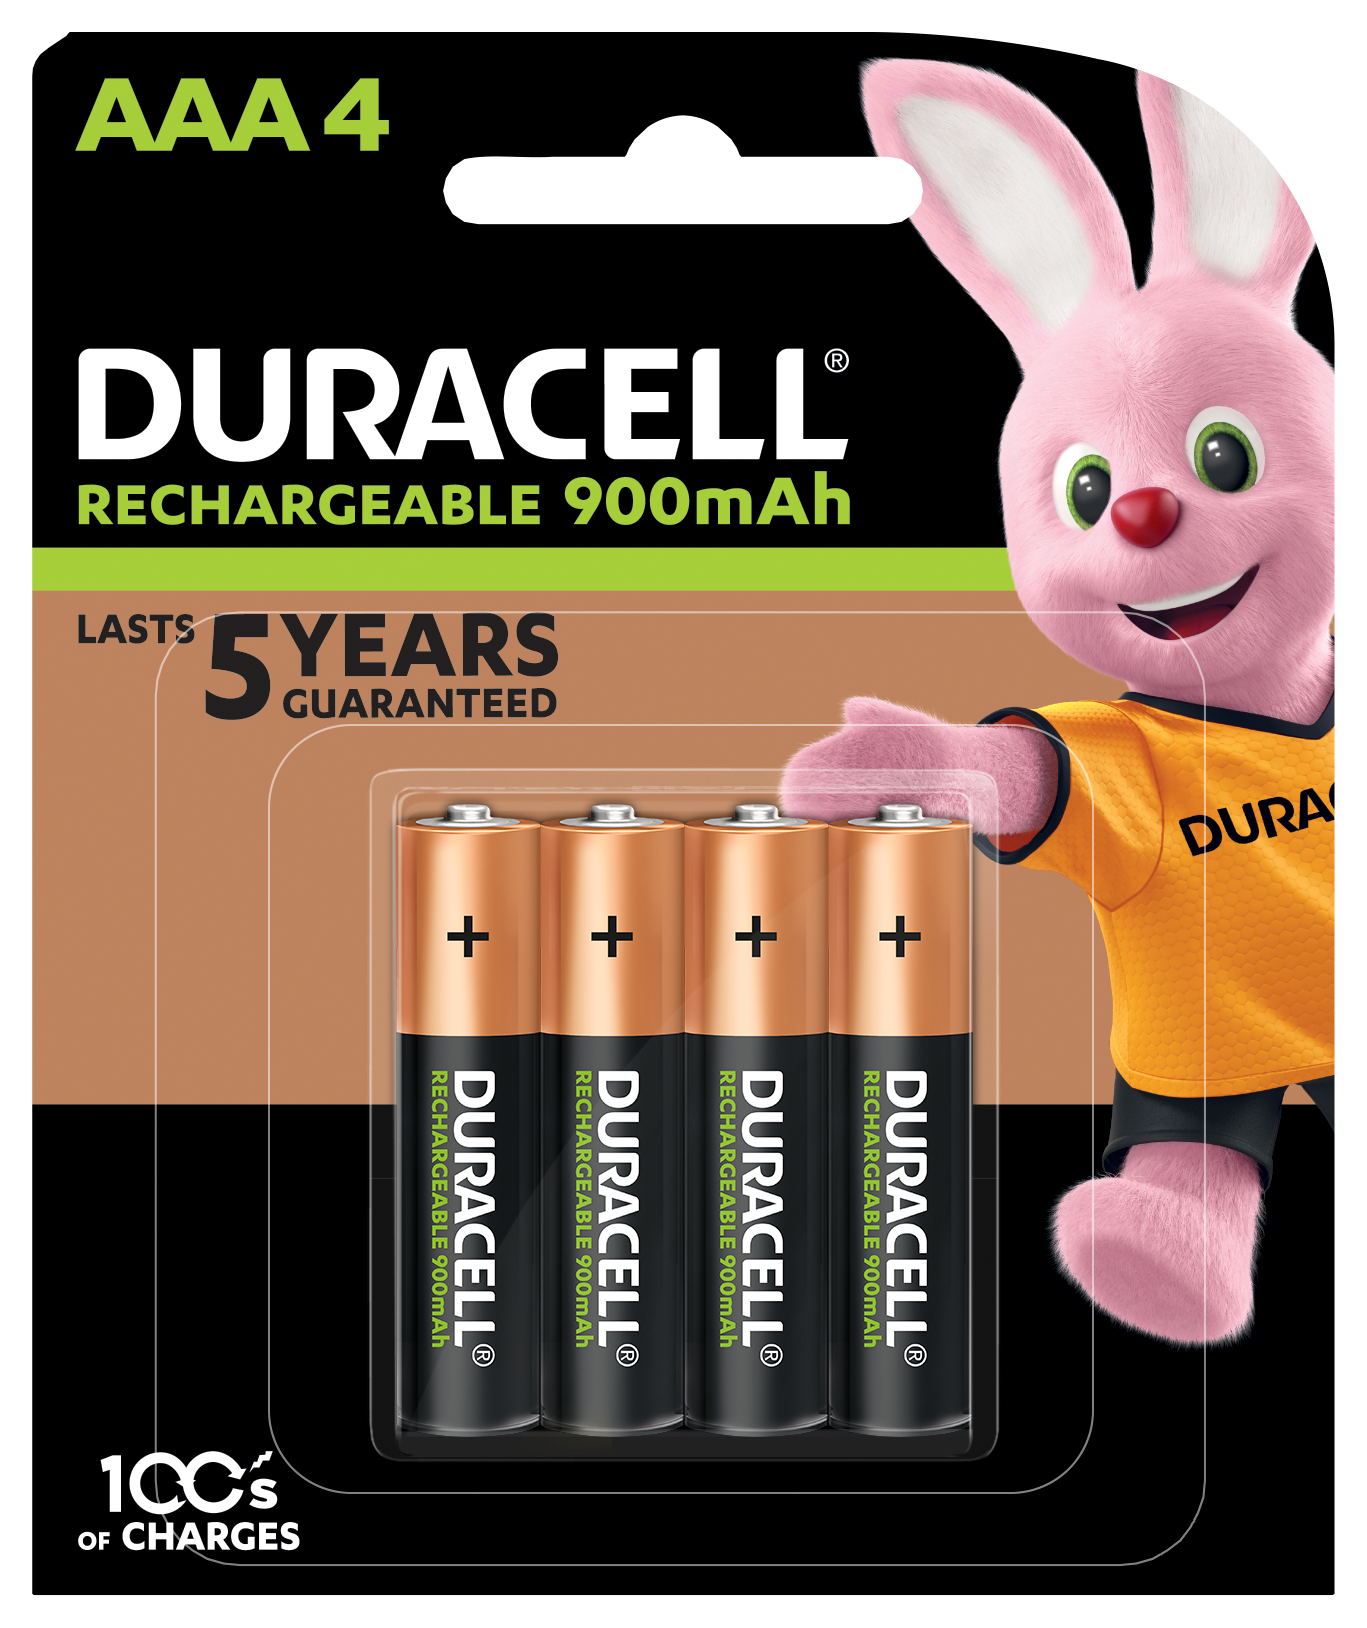 AAA 4
DURACELL®
RECHARGEABLE 900mAh
LASTS 5 YEARS
GUARANTEED
DURAC
+ + + +
DURACELL®
RECHARGEABLE 900mAh
DURACELL®
RECHARGEABLE 900mAh
DURACELL®
RECHARGEABLE 900mAh
DURACELL®
RECHARGEABLE 900mAh
100's
OF CHARGES